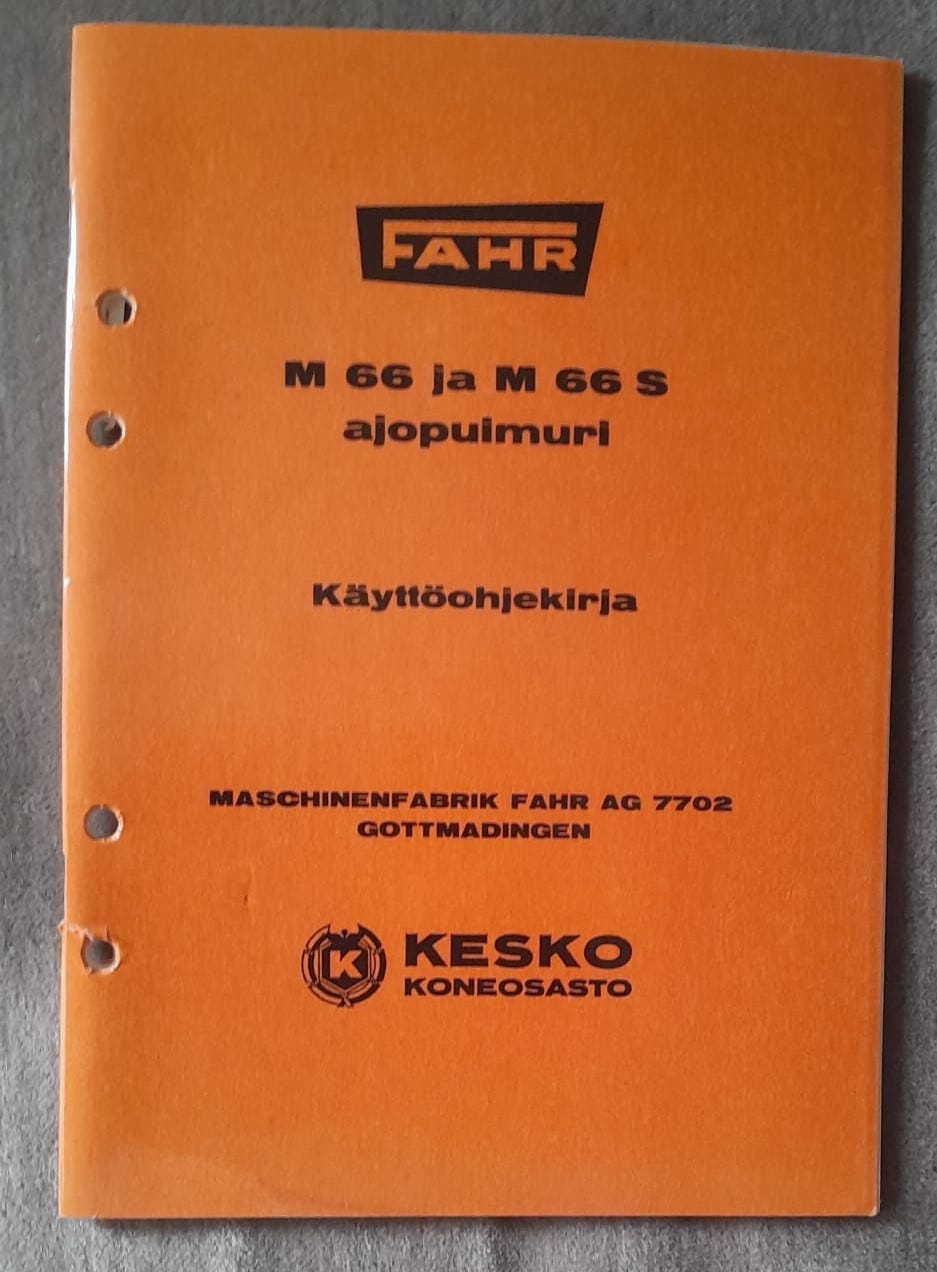 FAHR
M 66 ja M 66 S
ajopuimuri
Käyttöohjekirja
MASCHINENFABRIK FAHR AG 7702
GOTTMADINGEN
K
KESKO
KONEOSASTO